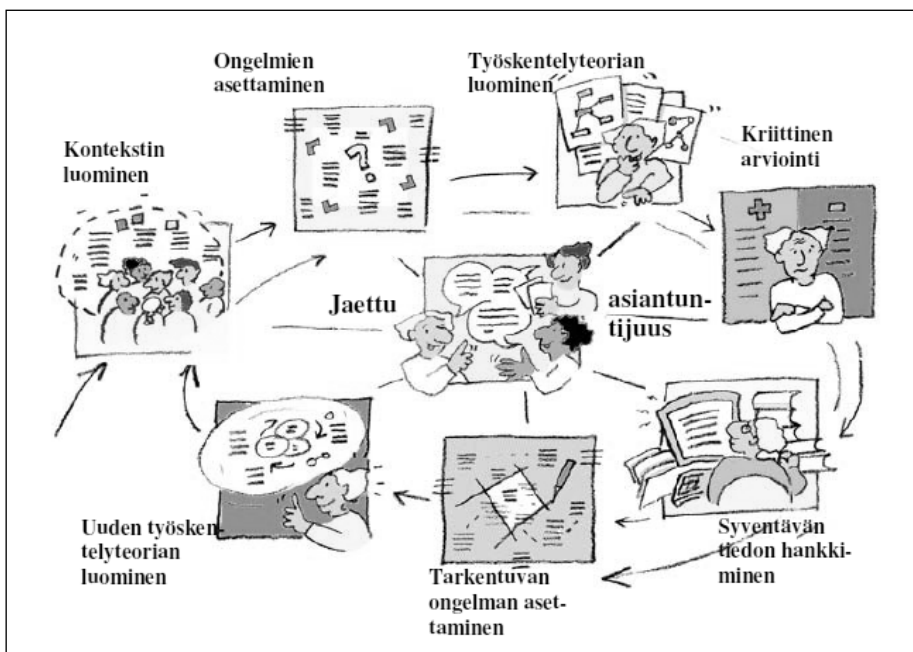 Ongelmien
asettaminen
Työskentelyteorian
luominen
Kriittinen
arviointi
Kontekstin
luominen
Jaettu
asiantun-
tijuus
Uuden työsken-
telyteorian
luominen
Tarkentuvan
ongelman aset-
taminen
Syventävän
tiedon hankki-
minen